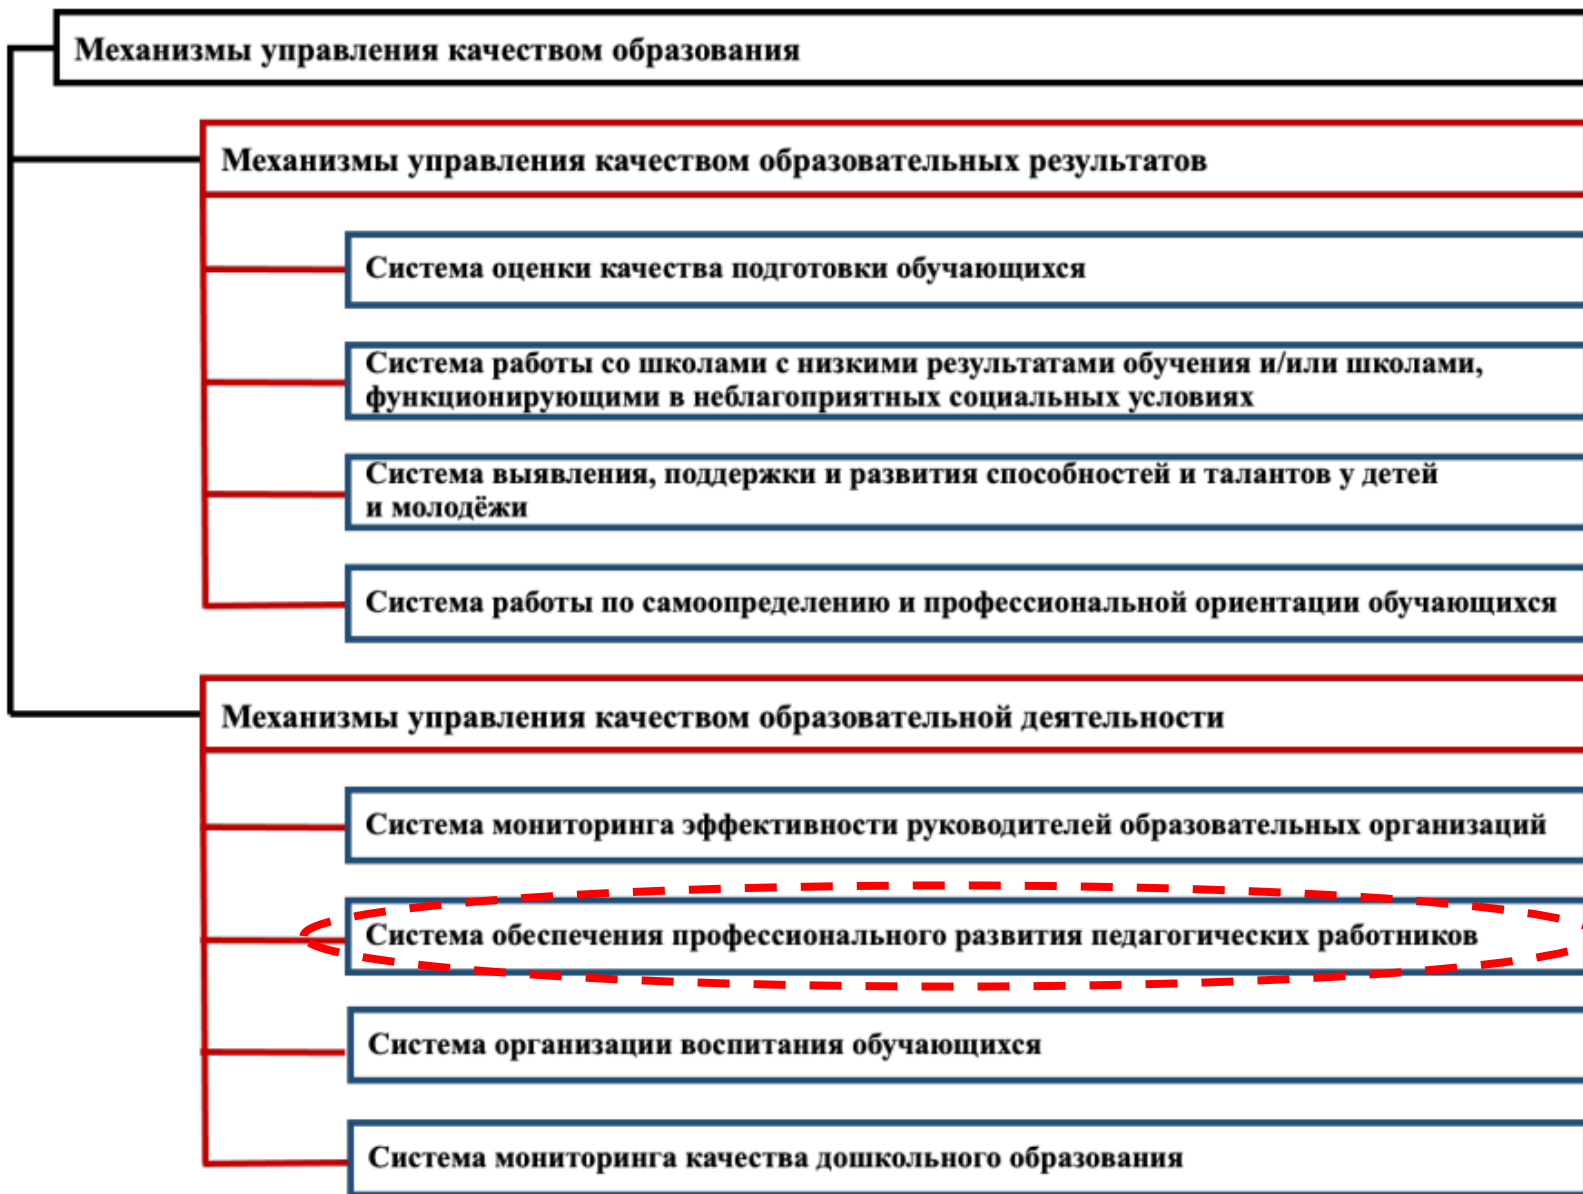 Механизмы управления качеством образования
Механизмы управления качеством образовательных результатов
Система оценки качества подготовки обучающихся
Система работы со школами с низкими результатами обучения и/или школами,
функционирующими в неблагоприятных социальных условиях
Система выявления, поддержки и развития способностей и талантов у детей
и молодёжи
Система работы по самоопределению и профессиональной ориентации обучающихся
Механизмы управления качеством образовательной деятельности
Система мониторинга эффективности руководителей образовательных организаций
Система обеспечения профессионального развития педагогических работников
Система организации воспитания обучающихся
Система мониторинга качества дошкольного образования